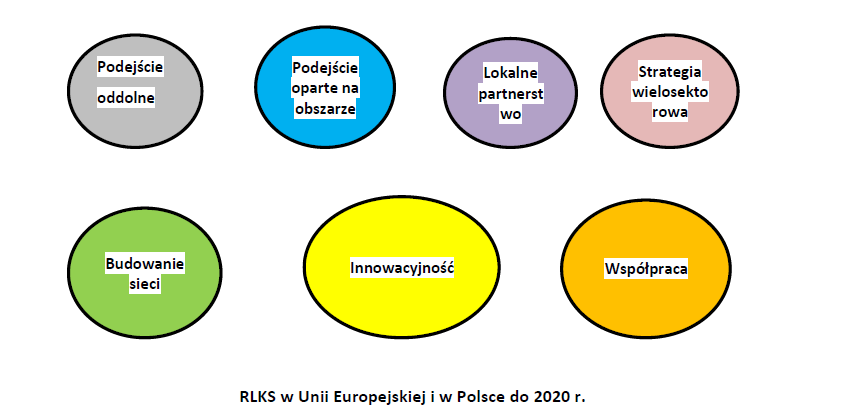 Podejście
oddolne
Podejście
oparte na
obszarze
Lokalne
partnerst
wo
Strategia
wielosekto
rowa
Budowanie
sieci
Innowacyjność
Współpraca
RLKS w Unii Europejskiej i w Polsce do 2020 r.